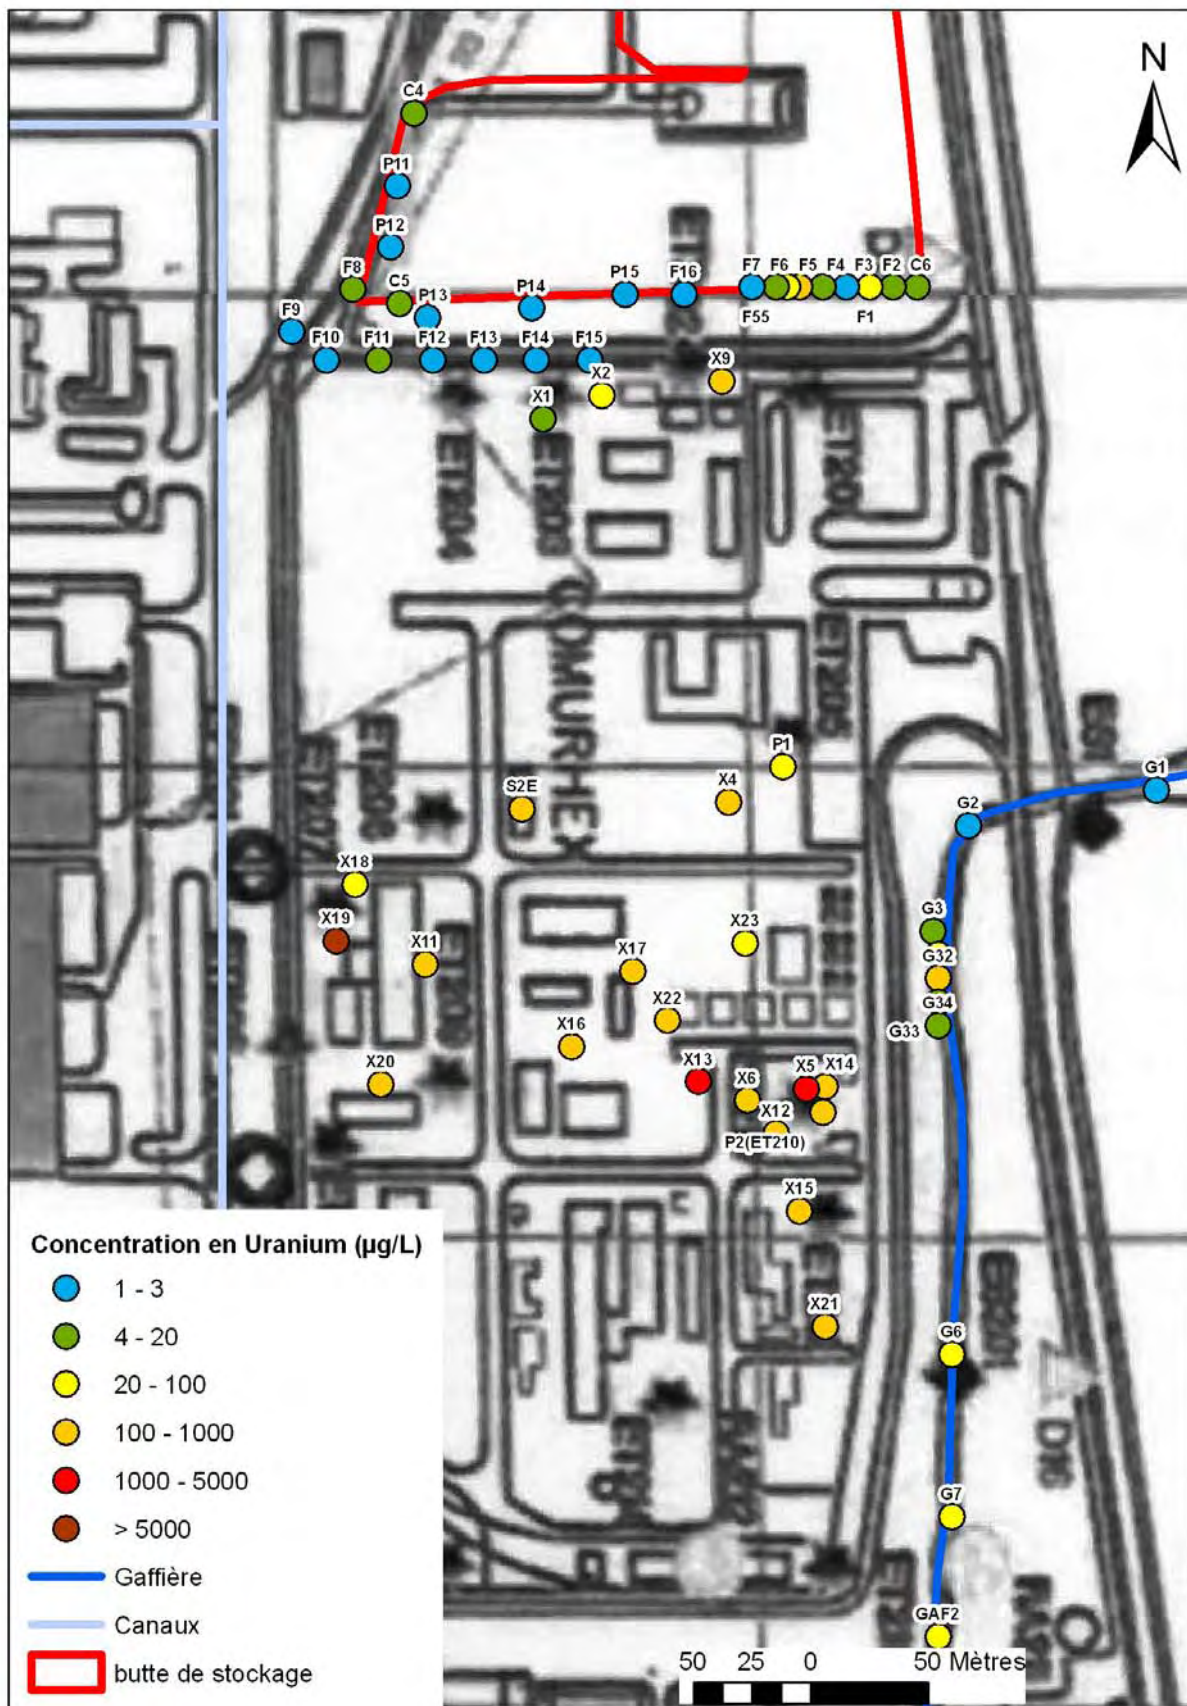 N
C4
P11
P12
F8
C5
P13
P14
P15
F16
F7
F6
F5
F4
F3
F2
C6
F55
F1
F9
F10
F11
F12
F13
F14
F15
X2
X9
X1
ET204
ET203
COMURHEX
ET205
P1
X4
S2E
G1
G2
ET207
ET206
X18
X19
X11
X17
X23
G3
G32
G34
G33
X22
X16
X13
X20
X6
X5
X14
X12
P2(ET210)
X15
X21
G6
D16
G7
GAF2
Concentration en Uranium (µg/L)
1 - 3
4 - 20
20 - 100
100 - 1000
1000 - 5000
> 5000
Gaffière
Canaux
butte de stockage
50 25 0 50 Mètres